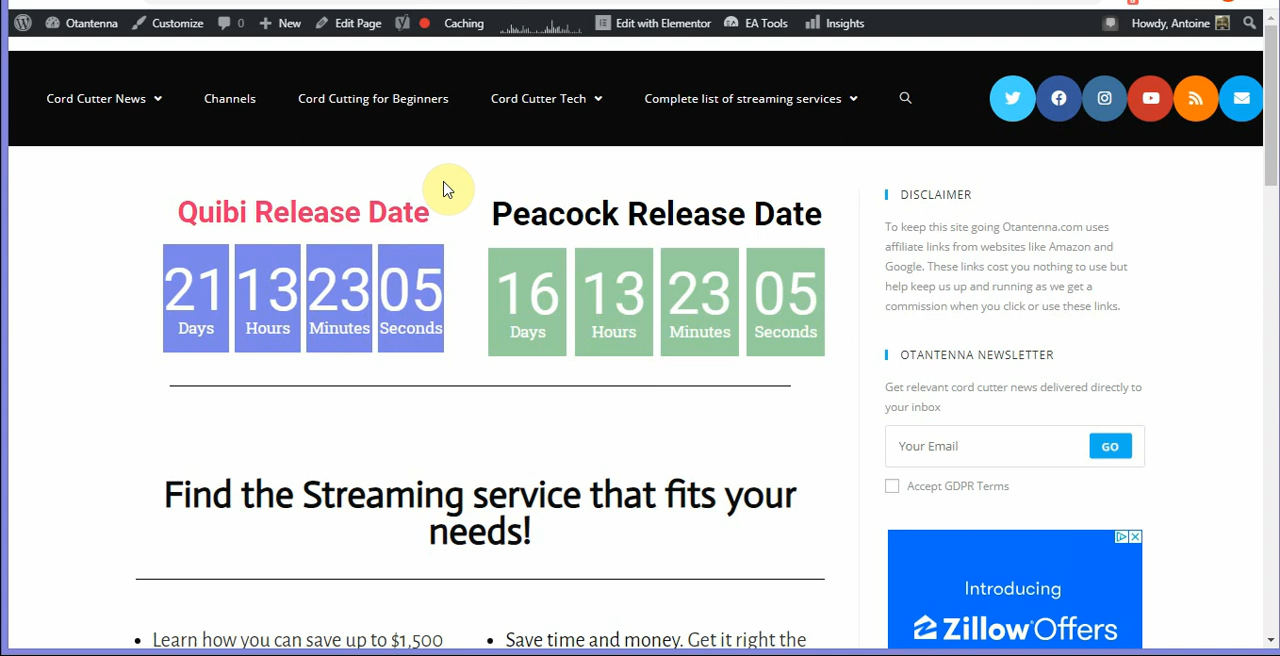 Otantenna Customize 0 New Edit Page Caching Edit with Elementor EA Tools Insights Howdy, Antoine
Cord Cutter News Channels Cord Cutting for Beginners Cord Cutter Tech Complete list of streaming services
Quibi Release Date
21 13 23 05
Days Hours Minutes Seconds
Peacock Release Date
16 13 23 05
Days Hours Minutes Seconds
Find the Streaming service that fits your
needs!
• Learn how you can save up to $1,500
• Save time and money. Get it right the
DISCLAIMER
To keep this site going Otantenna.com uses
affiliate links from websites like Amazon and
Google. These links cost you nothing to use but
help keep us up and running as we get a
commission when you click or use these links.
OTANTENNA NEWSLETTER
Get relevant cord cutter news delivered directly to
your inbox
Your Email GO
Accept GDPR Terms
Introducing
Zillow Offers